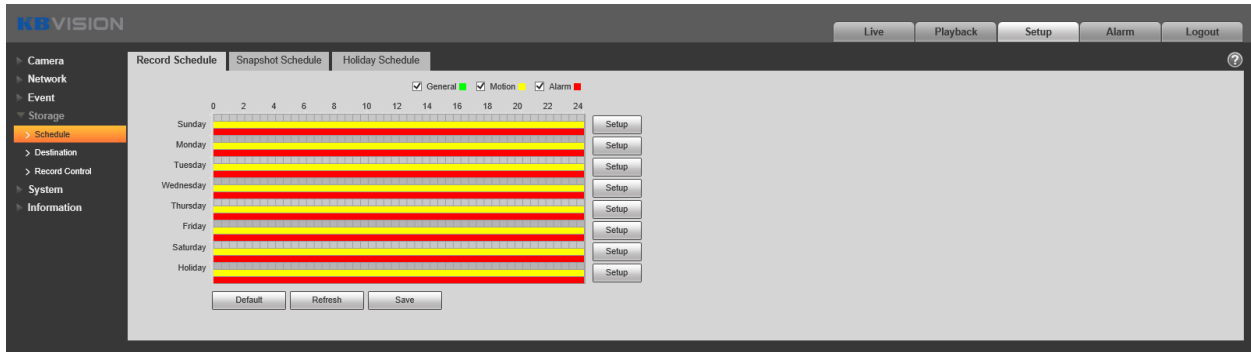 KBVISION
Live Playback Setup Alarm Logout
Camera
Network
Event
Storage
Schedule
Destination
Record Control
System
Information
Record Schedule Snapshot Schedule Holiday Schedule
General Motion Alarm
0 2 4 6 8 10 12 14 16 18 20 22 24
Sunday Setup
Monday Setup
Tuesday Setup
Wednesday Setup
Thursday Setup
Friday Setup
Saturday Setup
Holiday Setup
Default Refresh Save